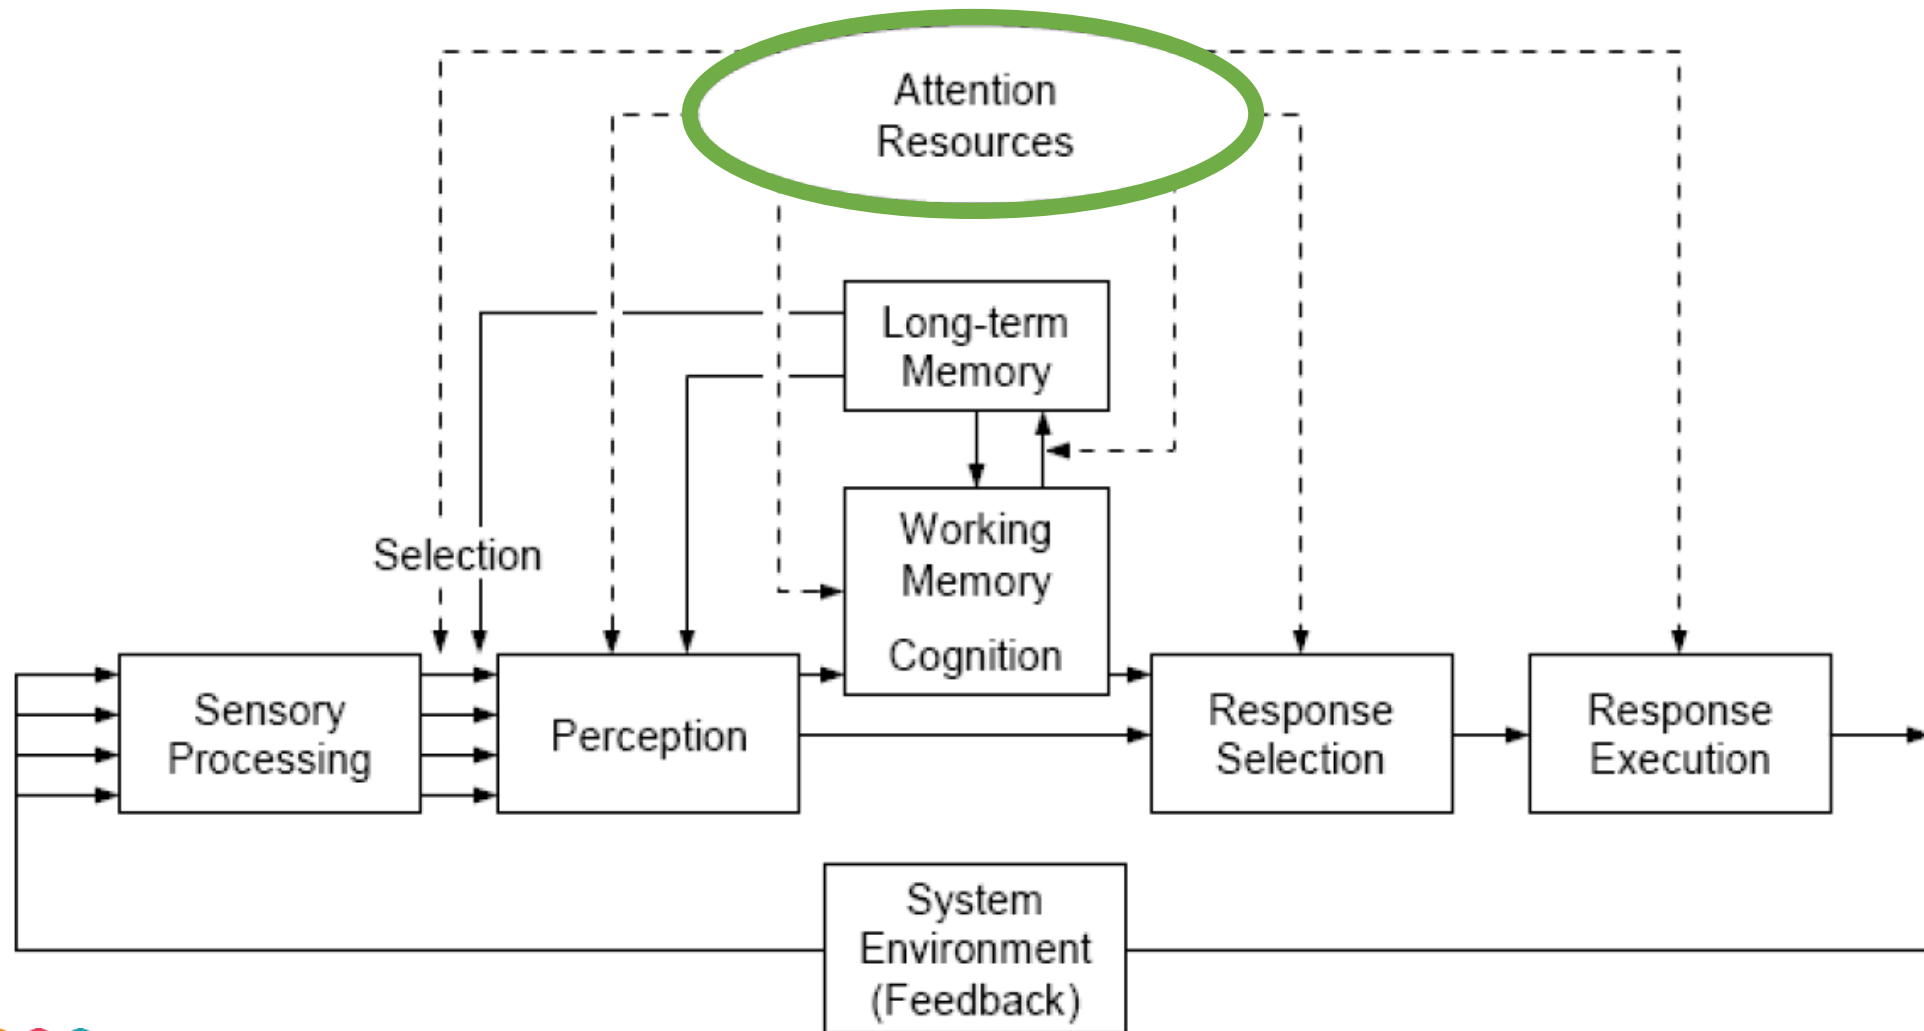 Attention
Resources
Long-term
Memory
Selection
Working
Memory
Cognition
Sensory
Processing
Perception
Response
Selection
Response
Execution
System
Environment
(Feedback)